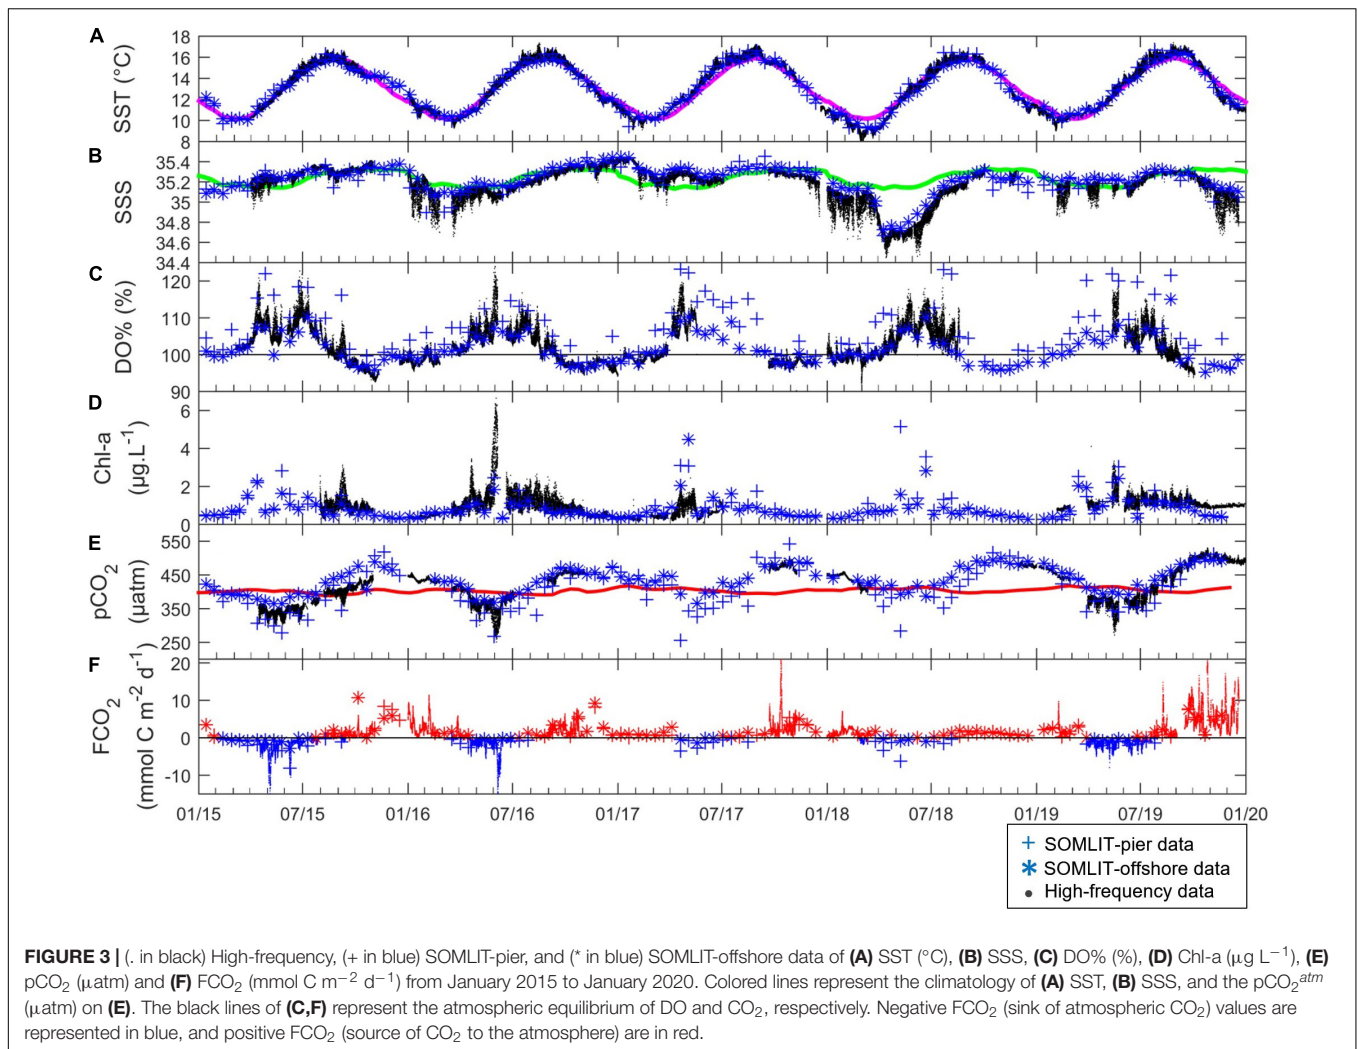 A
SST (°C)
18
16
14
12
10
8
B
SSS
35.4
35.2
35
34.8
34.6
34.4
C
DO% (%)
120
110
100
90
D
Chl-a
(µg.L-1)
6
4
2
0
E
pCO2
(µatm)
550
450
350
250
F
FCO2
(mmol C m-2 d-1)
20
10
0
-10
01/15 07/15 01/16 07/16 01/17 07/17 01/18 07/18 01/19 07/19 01/20
+ SOMLIT-pier data
* SOMLIT-offshore data
• High-frequency data
FIGURE 3 | (. in black) High-frequency, (+ in blue) SOMLIT-pier, and (* in blue) SOMLIT-offshore data of (A) SST (°C), (B) SSS, (C) DO% (%), (D) Chl-a (µg L−1), (E)
pCO2 (µatm) and (F) FCO2 (mmol C m−2 d−1) from January 2015 to January 2020. Colored lines represent the climatology of (A) SST, (B) SSS, and the pCO2atm
(µatm) on (E). The black lines of (C,F) represent the atmospheric equilibrium of DO and CO2, respectively. Negative FCO2 (sink of atmospheric CO2) values are
represented in blue, and positive FCO2 (source of CO2 to the atmosphere) are in red.